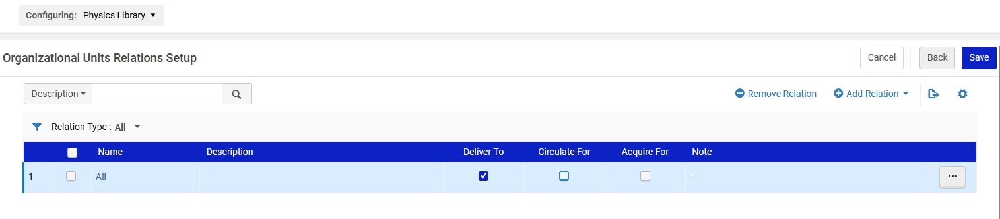 Configuring: Physics Library
Organizational Units Relations Setup Cancel Back Save
Description Remove Relation Add Relation
Relation Type : All
Name Description Deliver To Circulate For Acquire For Note
1 All - -